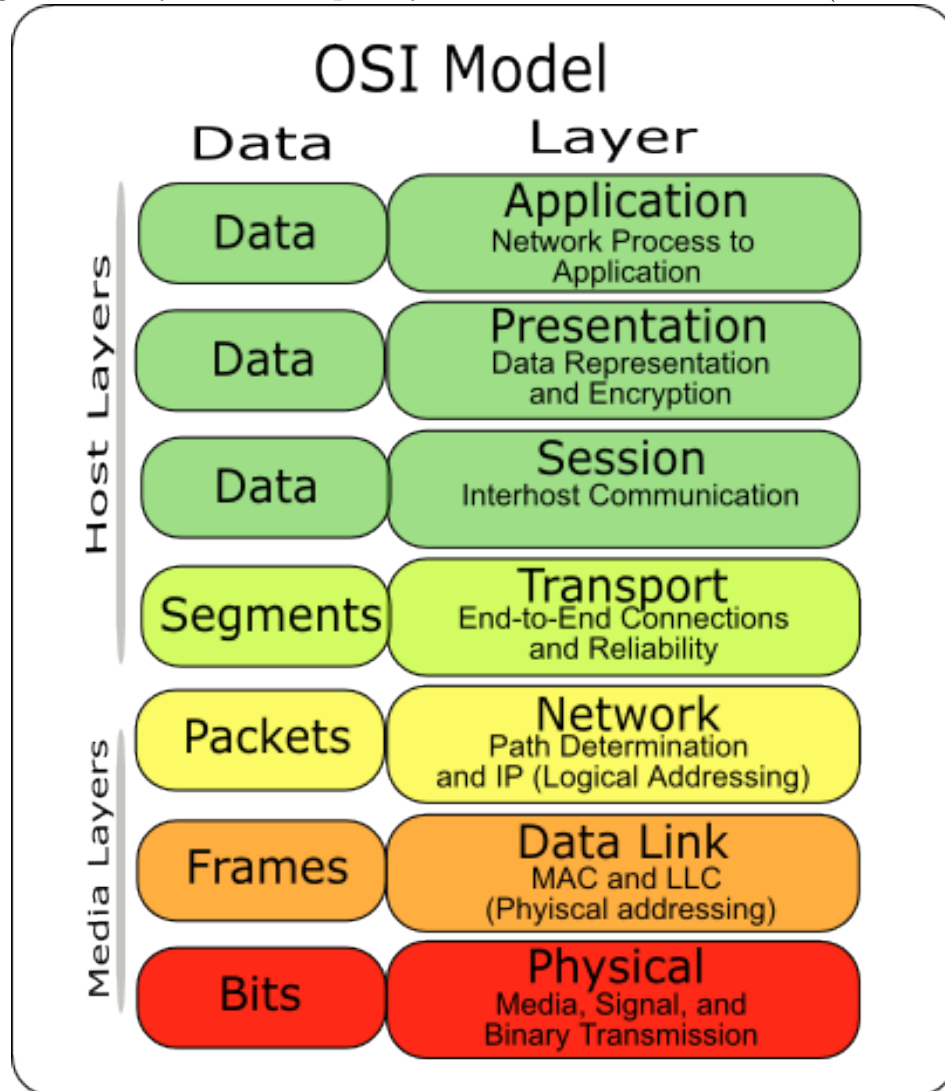 OSI Model
Data Layer
Host Layers
Data
Application
Network Process to
Application
Data
Presentation
Data Representation
and Encryption
Data
Session
Interhost Communication
Segments
Transport
End-to-End Connections
and Reliability
Media Layers
Packets
Network
Path Determination
and IP (Logical Addressing)
Frames
Data Link
MAC and LLC
(Phyiscal addressing)
Bits
Physical
Media, Signal, and
Binary Transmission